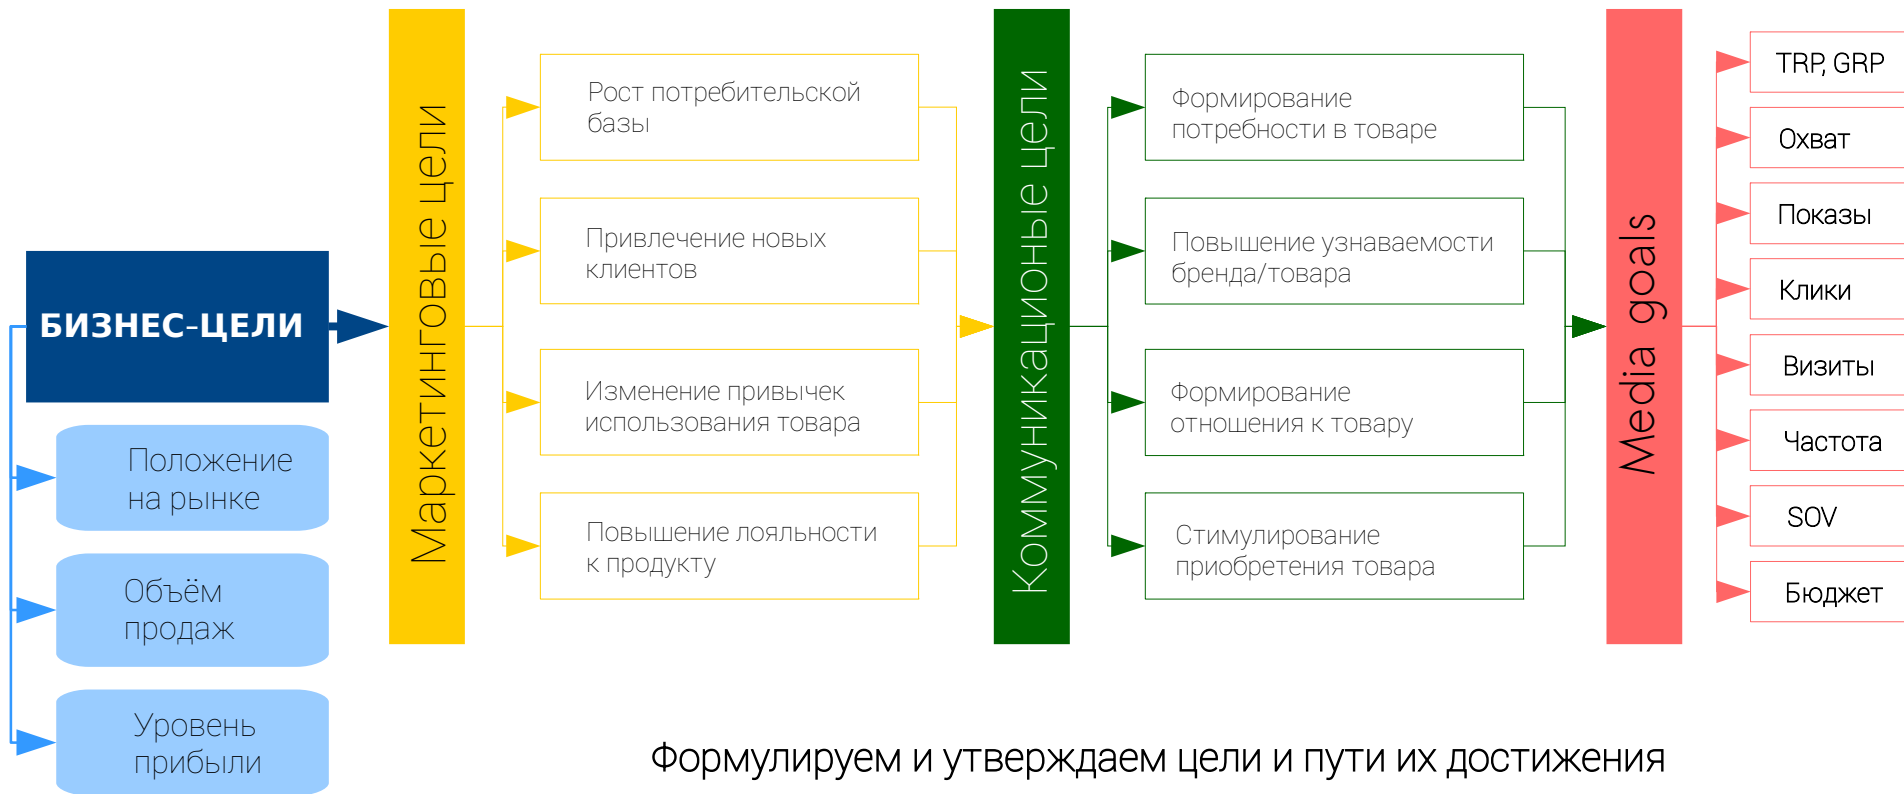 БИЗНЕС-ЦЕЛИ
Положение
на рынке
Объём
продаж
Уровень
прибыли
Маркетинговые цели
Рост потребительской
базы
Привлечение новых
клиентов
Изменение привычек
использования товара
Повышение лояльности
к продукту
Коммуникационые цели
Формирование
потребности в товаре
Повышение узнаваемости
бренда/товара
Формирование
отношения к товару
Стимулирование
приобретения товара
Media goals
TRP, GRP
Охват
Показы
Клики
Визиты
Частота
SOV
Бюджет
Формулируем и утверждаем цели и пути их достижения